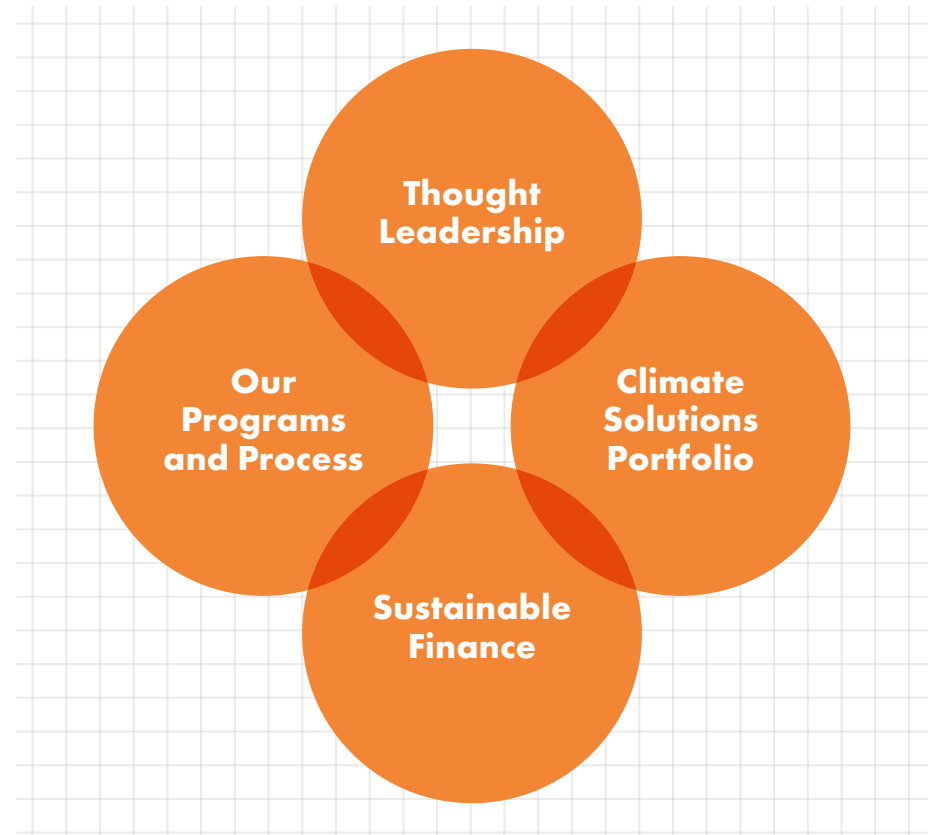 Thought
Leadership
Our
Programs
and Process
Climate
Solutions
Portfolio
Sustainable
Finance